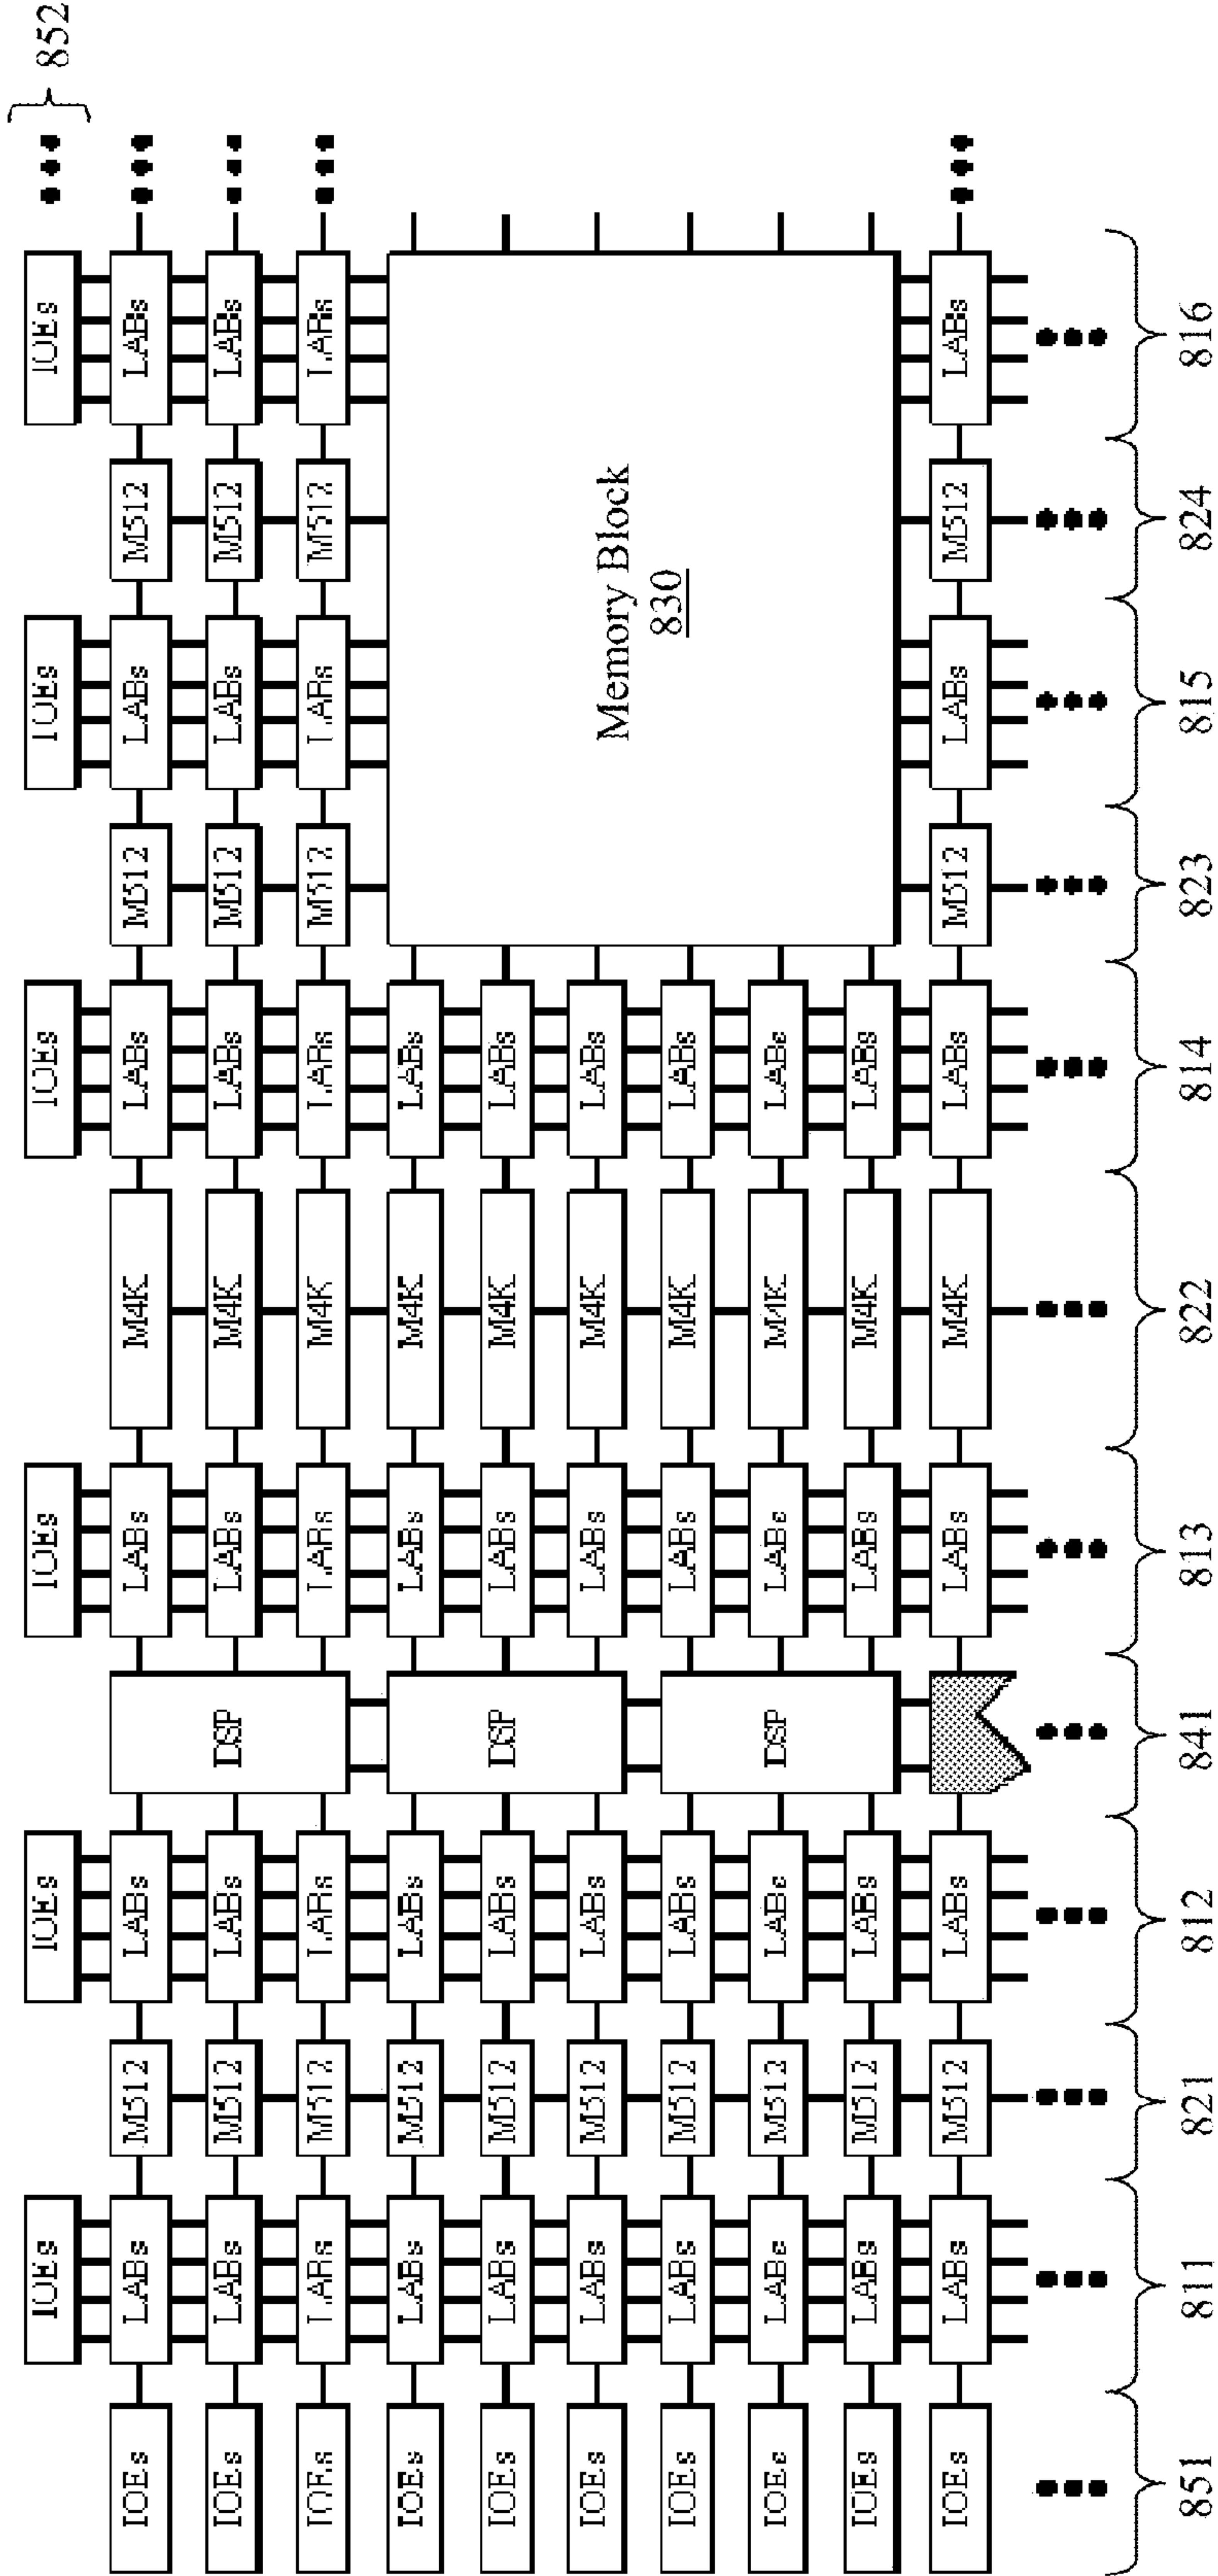 IOEs IOEs IOEs IOEs IOEs IOEs 852
IOEs LABs M512 LABs LABs M4K LABs M512 LABs M512 LABs
IOEs LABs M512 LABs DSP LABs M4K LABs M512 LABs M512 LABs
IOEs LABs M512 LABs LABs M4K LABs M512 LABs M512 LABs
IOEs LABs M512 LABs LABs M4K LABs
IOEs LABs M512 LABs DSP LABs M4K LABs
IOEs LABs M512 LABs LABs M4K LABs Memory Block
IOEs LABs M512 LABs LABs M4K LABs 830
IOEs LABs M512 LABs DSP LABs M4K LABs
IOEs LABs M512 LABs LABs M4K LABs
IOEs LABs M512 LABs LABs M4K LABs M512 LABs M512 LABs
851 811 821 812 841 813 822 814 823 815 824 816